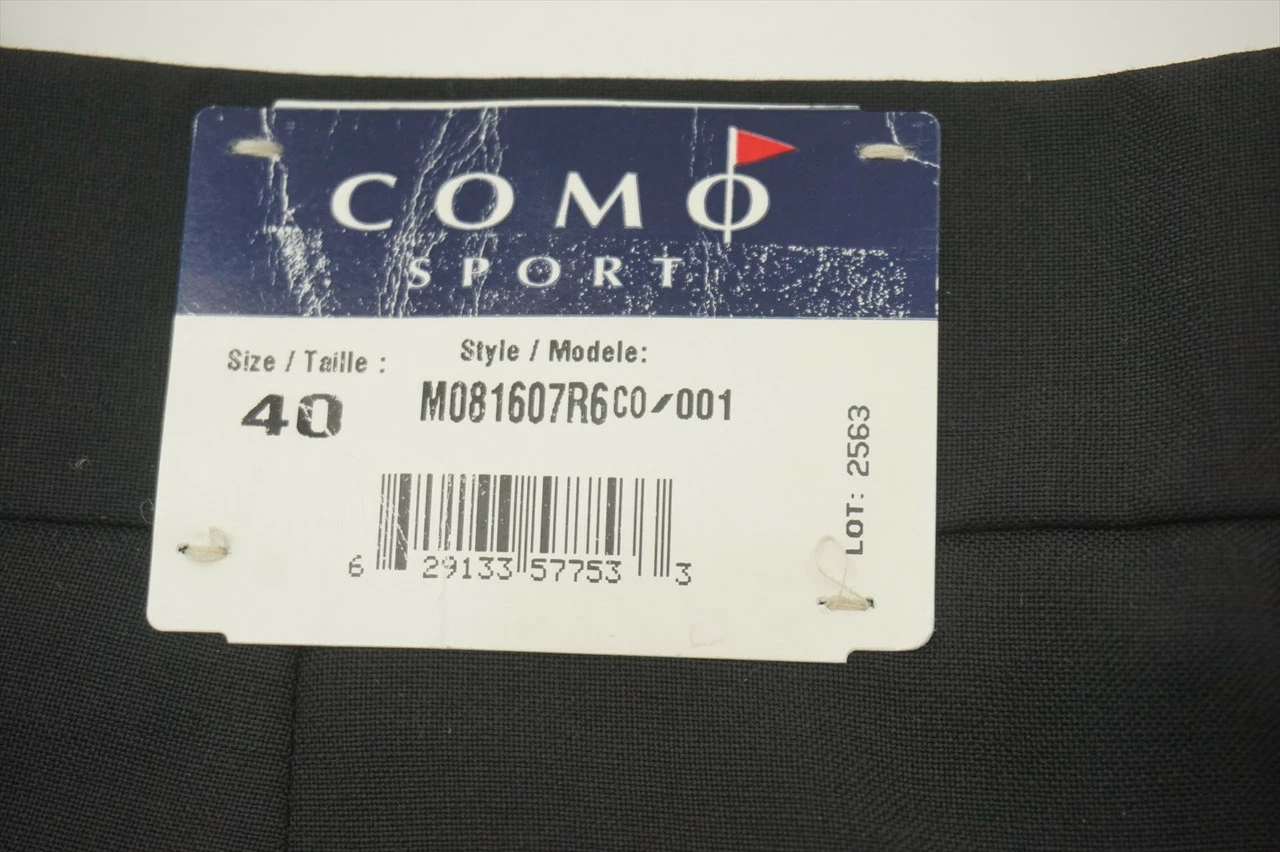 COMO
SPORT
Size / Taille :
40
Style / Modele:
M081607R6CO/001
LOT: 2563
6 29133 57753 3